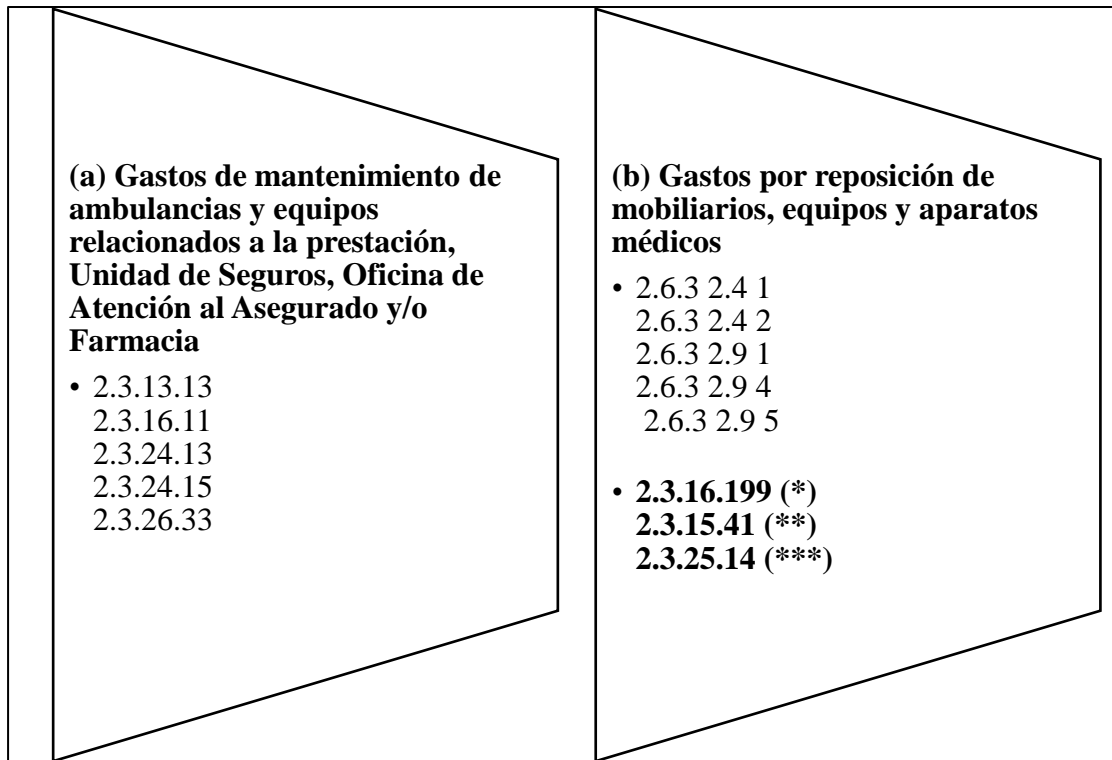 (a) Gastos de mantenimiento de
ambulancias y equipos
relacionados a la prestación,
Unidad de Seguros, Oficina de
Atención al Asegurado y/o
Farmacia
• 2.3.13.13
2.3.16.11
2.3.24.13
2.3.24.15
2.3.26.33
(b) Gastos por reposición de
mobiliarios, equipos y aparatos
médicos
• 2.6.3 2.4 1
2.6.3 2.4 2
2.6.3 2.9 1
2.6.3 2.9 4
2.6.3 2.9 5
• 2.3.16.199 (*)
2.3.15.41 (**)
2.3.25.14 (***)